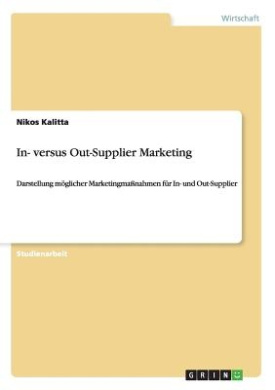 Wirtschaft
Nikos Kalitta
In- versus Out-Supplier Marketing
Darstellung möglicher Marketingmaßnahmen für In- und Out-Supplier
Studienarbeit
GRIN